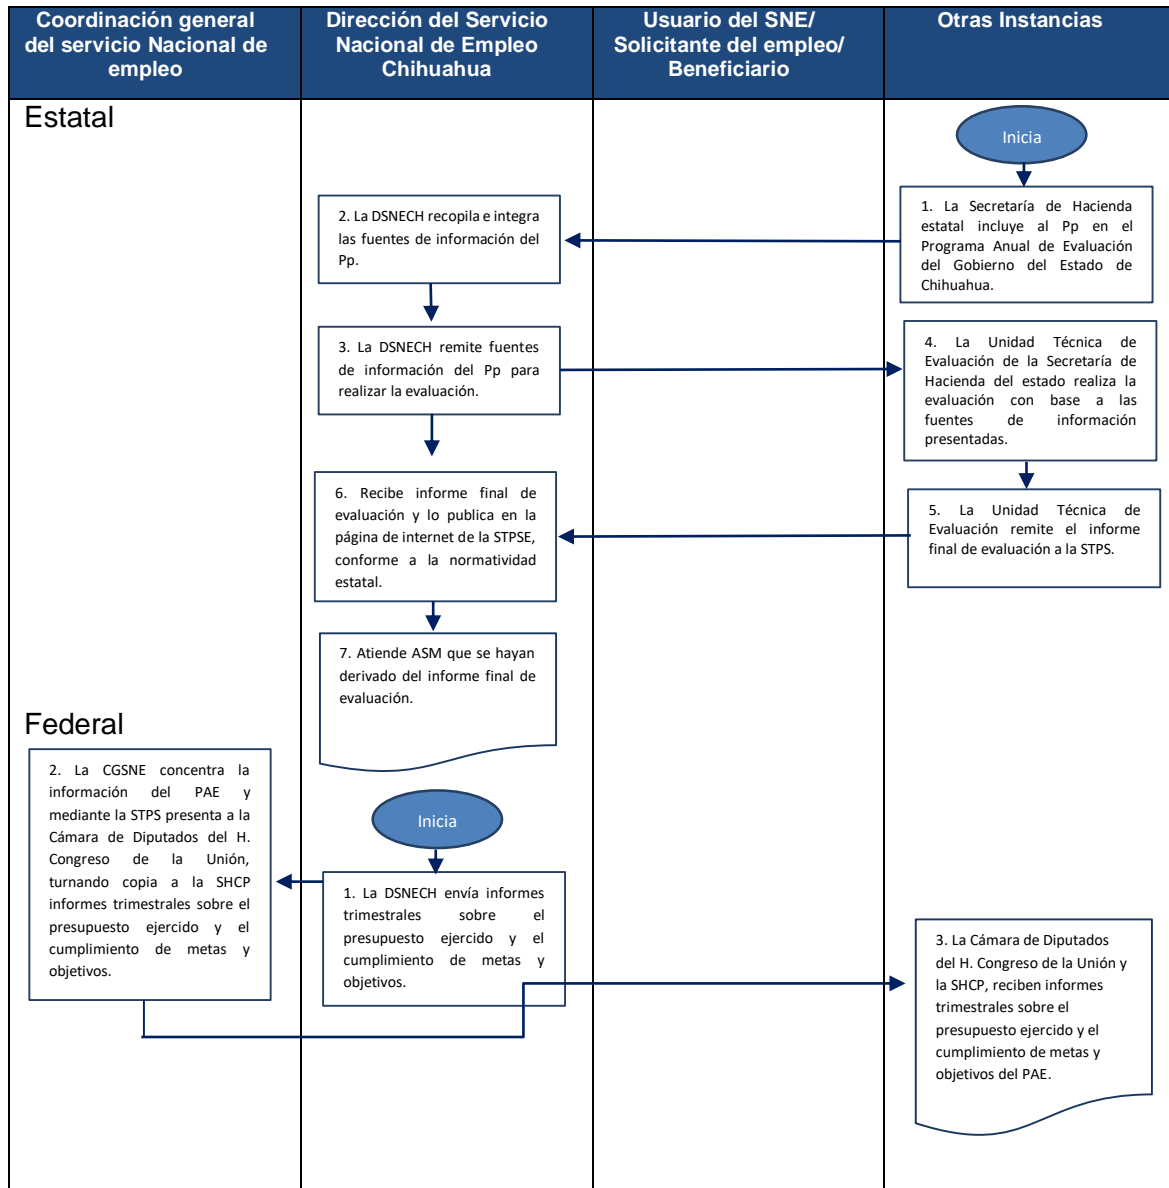 Coordinación general
del servicio Nacional de
empleo
Dirección del Servicio
Nacional de Empleo
Chihuahua
Usuario del SNE/
Solicitante del empleo/
Beneficiario
Otras Instancias
Estatal
Inicia
1. La Secretaría de Hacienda
estatal incluye al Pp en el
Programa Anual de Evaluación
del Gobierno del Estado de
Chihuahua.
2. La DSNECH recopila e integra
las fuentes de información del
Pp.
3. La DSNECH remite fuentes
de información del Pp para
realizar la evaluación.
4. La Unidad Técnica de
Evaluación de la Secretaría de
Hacienda del estado realiza la
evaluación con base a las
fuentes de información
presentadas.
5. La Unidad Técnica de
Evaluación remite el informe
final de evaluación a la STPS.
6. Recibe informe final de
evaluación y lo publica en la
página de internet de la STPSE,
conforme a la normatividad
estatal.
7. Atiende ASM que se hayan
derivado del informe final de
evaluación.
Federal
Inicia
1. La DSNECH envía informes
trimestrales sobre el
presupuesto ejercido y el
cumplimiento de metas y
objetivos.
2. La CGSNE concentra la
información del PAE y
mediante la STPS presenta a la
Cámara de Diputados del H.
Congreso de la Unión,
turnando copia a la SHCP
informes trimestrales sobre el
presupuesto ejercido y el
cumplimiento de metas y
objetivos.
3. La Cámara de Diputados
del H. Congreso de la Unión y
la SHCP, reciben informes
trimestrales sobre el
presupuesto ejercido y el
cumplimiento de metas y
objetivos del PAE.